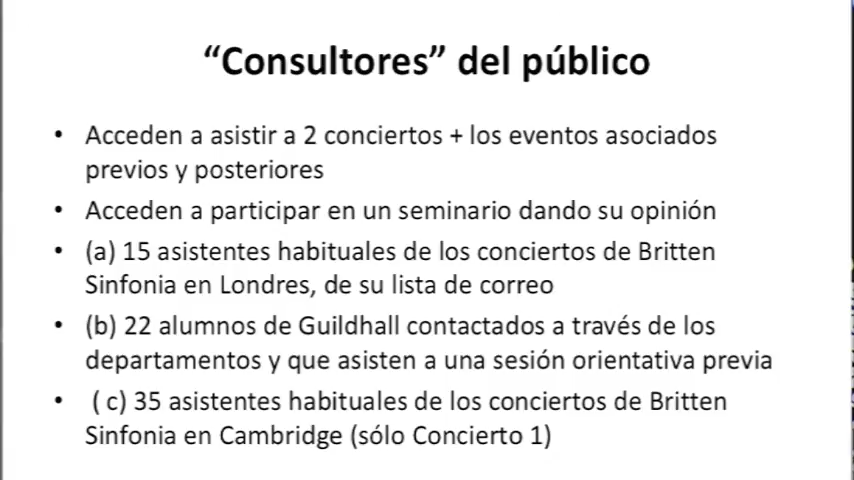 “Consultores” del público
• Acceden a asistir a 2 conciertos + los eventos asociados
previos y posteriores
• Acceden a participar en un seminario dando su opinión
• (a) 15 asistentes habituales de los conciertos de Britten
Sinfonia en Londres, de su lista de correo
• (b) 22 alumnos de Guildhall contactados a través de los
departamentos y que asisten a una sesión orientativa previa
• ( c) 35 asistentes habituales de los conciertos de Britten
Sinfonia en Cambridge (sólo Concierto 1)